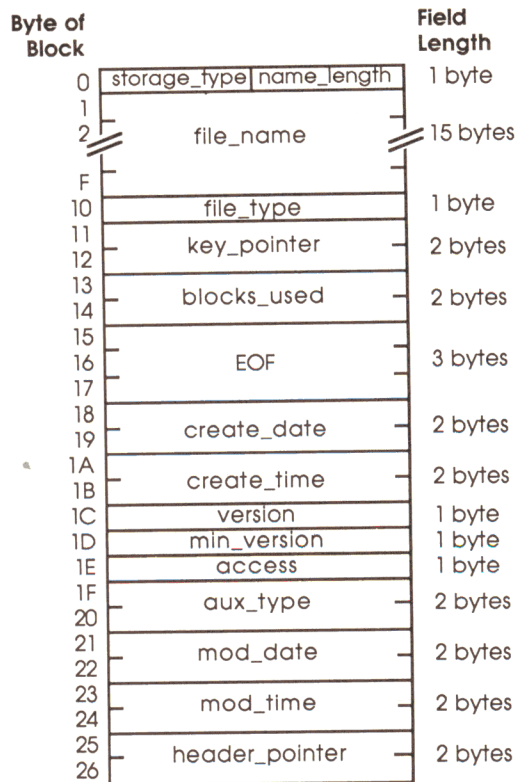 Byte of Block Field Length
0 storage_type name_length 1 byte
1
2 file_name 15 bytes
F
10 file_type 1 byte
11
12 key_pointer 2 bytes
13
14 blocks_used 2 bytes
15
16 EOF 3 bytes
17
18
19 create_date 2 bytes
1A
1B create_time 2 bytes
1C version 1 byte
1D min_version 1 byte
1E access 1 byte
1F
20 aux_type 2 bytes
21
22 mod_date 2 bytes
23
24 mod_time 2 bytes
25
26 header_pointer 2 bytes